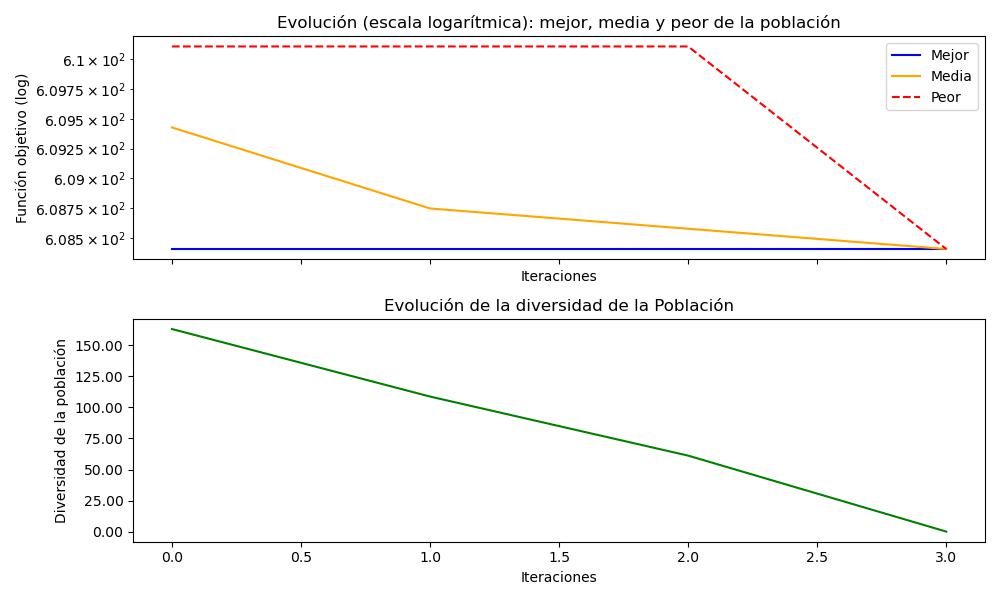 Evolución (escala logarítmica): mejor, media y peor de la población
Función objetivo (log)
6.1 × 10²
6.0975 × 10²
6.095 × 10²
6.0925 × 10²
6.09 × 10²
6.0875 × 10²
6.085 × 10²
Mejor
Media
Peor
Iteraciones
Evolución de la diversidad de la Población
Diversidad de la población
150.00
125.00
100.00
75.00
50.00
25.00
0.00
0.0 0.5 1.0 1.5 2.0 2.5 3.0
Iteraciones